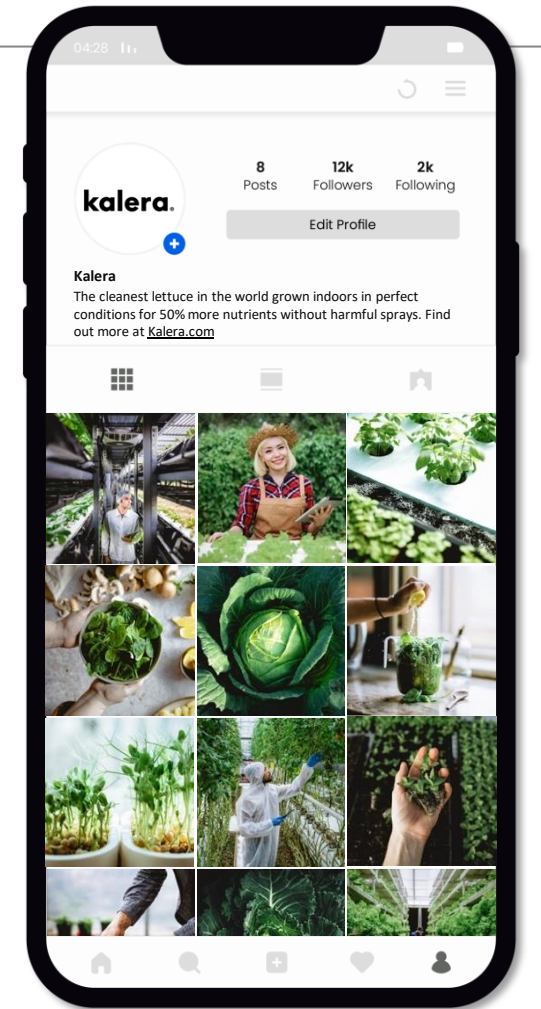 04:28
kalera.
8 12k 2k
Posts Followers Following
Edit Profile
Kalera
The cleanest lettuce in the world grown indoors in perfect
conditions for 50% more nutrients without harmful sprays. Find
out more at Kalera.com